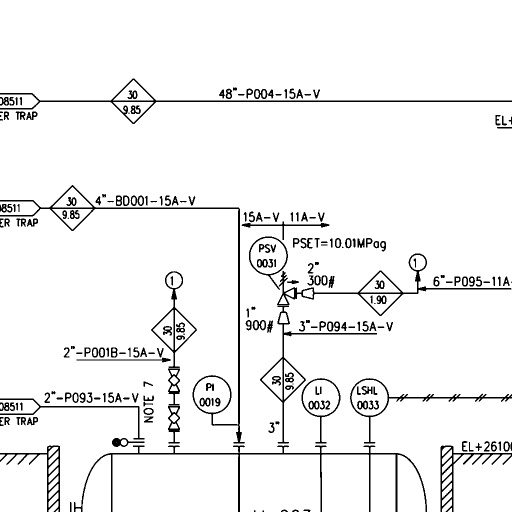 48"-P004-15A-V
30
9.85
08511
ER TRAP
EL+
4"-BD001-15A-V
30
9.85
08511
ER TRAP
15A-V
11A-V
PSV
0031
PSET=10.01MPag
2"
300#
1
6"-P095-11A-
30
1.90
1
1"
900#
3"-P094-15A-V
30
9.85
2"-P001B-15A-V
30
9.85
PI
0019
LI
0032
LSHL
0033
2"-P093-15A-V
NOTE 7
08511
ER TRAP
3"
EL+26100